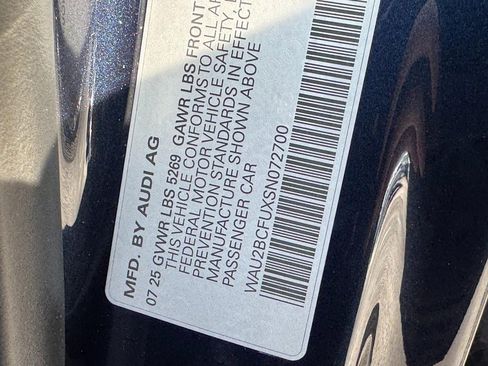 MFD. BY AUDI AG
07 25 GVWR LBS 5269 GAWR LBS FRONT
THIS VEHICLE CONFORMS TO ALL AP
FEDERAL MOTOR VEHICLE SAFETY,
PREVENTION STANDARDS IN EFFECT
MANUFACTURE SHOWN ABOVE
PASSENGER CAR
WAU2BCFUXSN072700